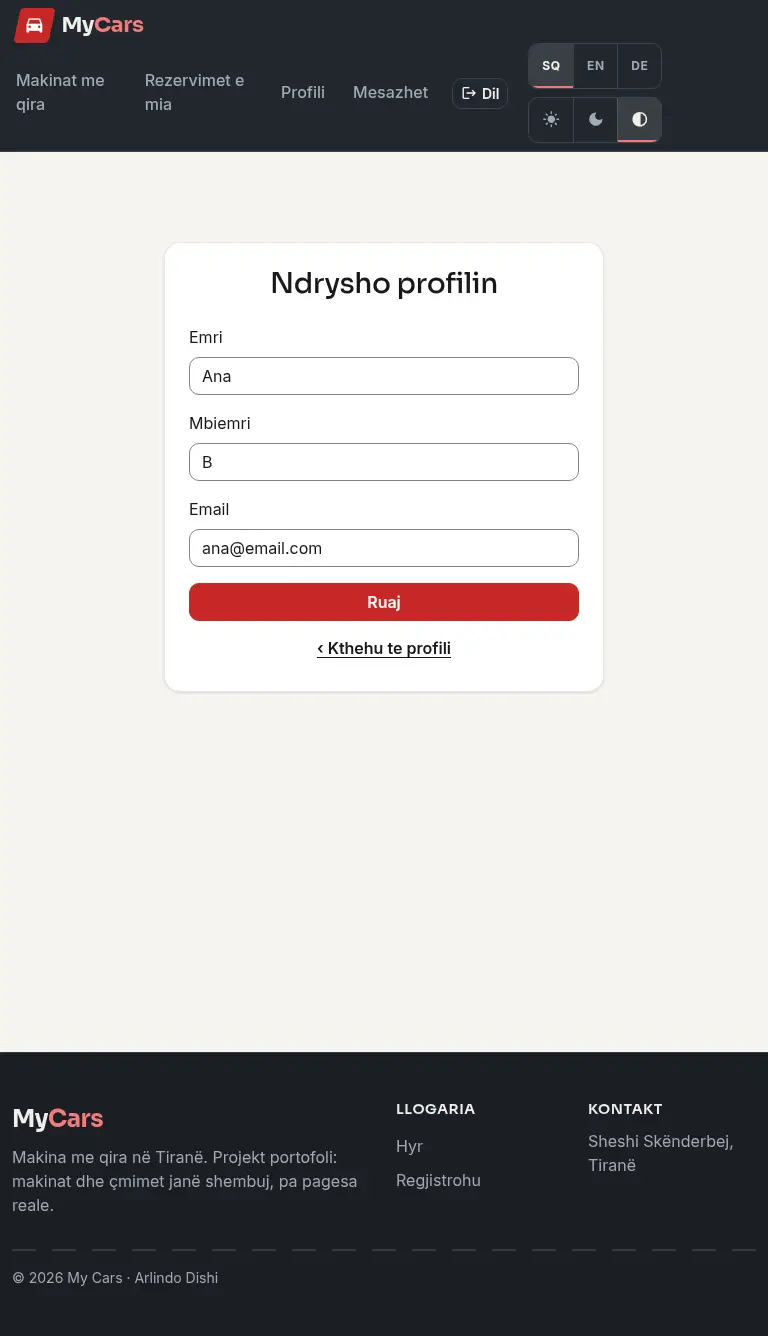 MyCars
Makinat me
qira
Rezervimet e
mia
Profili
Mesazhet
Dil
SQ
EN
DE
Ndrysho profilin
Emri
Ana
Mbiemri
B
Email
ana@email.com
Ruaj
‹ Kthehu te profili
MyCars
Makina me qira në Tiranë. Projekt portofoli:
makinat dhe çmimet janë shembuj, pa pagesa
reale.
LLOGARIA
Hyr
Regjistrohu
KONTAKT
Sheshi Skënderbej,
Tiranë
© 2026 My Cars · Arlindo Dishi